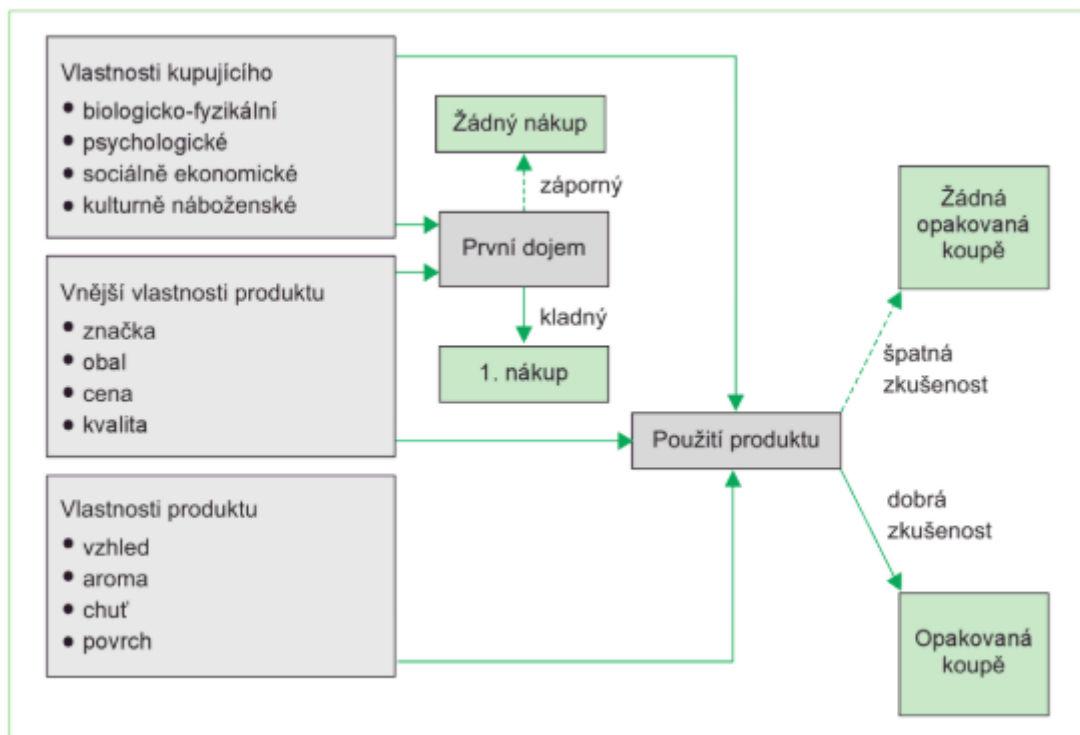 Vlastnosti kupujícího
• biologicko-fyzikální
• psychologické
• sociálně ekonomické
• kulturně náboženské
Vnější vlastnosti produktu
• značka
• obal
• cena
• kvalita
Vlastnosti produktu
• vzhled
• aroma
• chuť
• povrch
Žádný nákup
záporný
První dojem
kladný
1. nákup
Použití produktu
Žádná
opakovaná
koupě
špatná
zkušenost
dobrá
zkušenost
Opakovaná
koupě